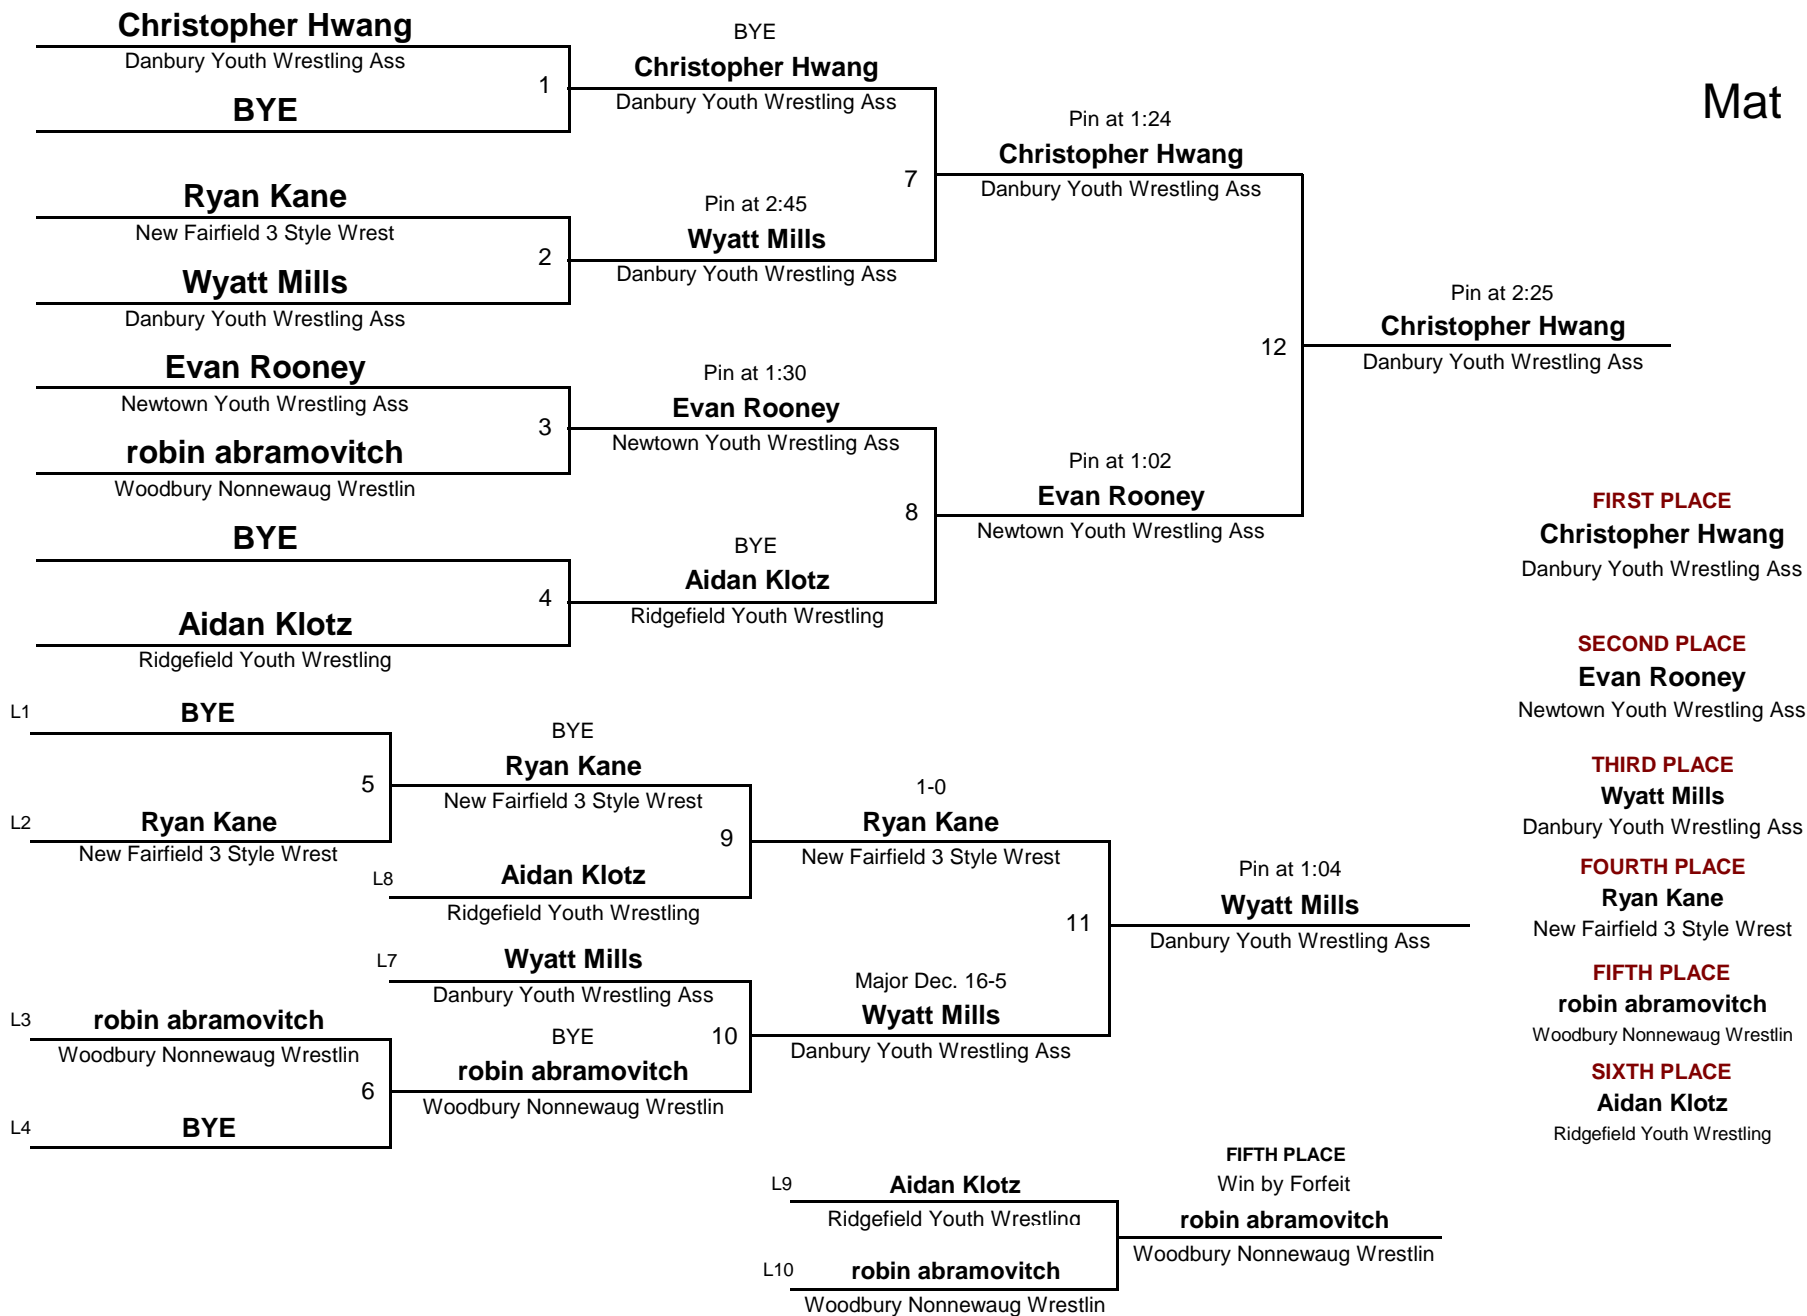 Christopher Hwang
Danbury Youth Wrestling Ass
1
BYE
BYE
Christopher Hwang
Danbury Youth Wrestling Ass
Mat
Ryan Kane
New Fairfield 3 Style Wrest
2
Wyatt Mills
Danbury Youth Wrestling Ass
Pin at 2:45
Wyatt Mills
Danbury Youth Wrestling Ass
7
Pin at 1:24
Christopher Hwang
Danbury Youth Wrestling Ass
Evan Rooney
Newtown Youth Wrestling Ass
3
robin abramovitch
Woodbury Nonnewaug Wrestlin
Pin at 1:30
Evan Rooney
Newtown Youth Wrestling Ass
BYE
4
Aidan Klotz
Ridgefield Youth Wrestling
BYE
Aidan Klotz
Ridgefield Youth Wrestling
8
Pin at 1:02
Evan Rooney
Newtown Youth Wrestling Ass
12
Pin at 2:25
Christopher Hwang
Danbury Youth Wrestling Ass
FIRST PLACE
Christopher Hwang
Danbury Youth Wrestling Ass
SECOND PLACE
Evan Rooney
Newtown Youth Wrestling Ass
THIRD PLACE
Wyatt Mills
Danbury Youth Wrestling Ass
FOURTH PLACE
Ryan Kane
New Fairfield 3 Style Wrest
FIFTH PLACE
robin abramovitch
Woodbury Nonnewaug Wrestlin
SIXTH PLACE
Aidan Klotz
Ridgefield Youth Wrestling
L1
BYE
5
L2
Ryan Kane
New Fairfield 3 Style Wrest
BYE
Ryan Kane
New Fairfield 3 Style Wrest
9
L8
Aidan Klotz
Ridgefield Youth Wrestling
1-0
Ryan Kane
New Fairfield 3 Style Wrest
L7
Wyatt Mills
Danbury Youth Wrestling Ass
10
L3
robin abramovitch
Woodbury Nonnewaug Wrestlin
6
L4
BYE
BYE
robin abramovitch
Woodbury Nonnewaug Wrestlin
Major Dec. 16-5
Wyatt Mills
Danbury Youth Wrestling Ass
11
Pin at 1:04
Wyatt Mills
Danbury Youth Wrestling Ass
L9
Aidan Klotz
Ridgefield Youth Wrestling
L10
robin abramovitch
Woodbury Nonnewaug Wrestlin
FIFTH PLACE
Win by Forfeit
robin abramovitch
Woodbury Nonnewaug Wrestlin